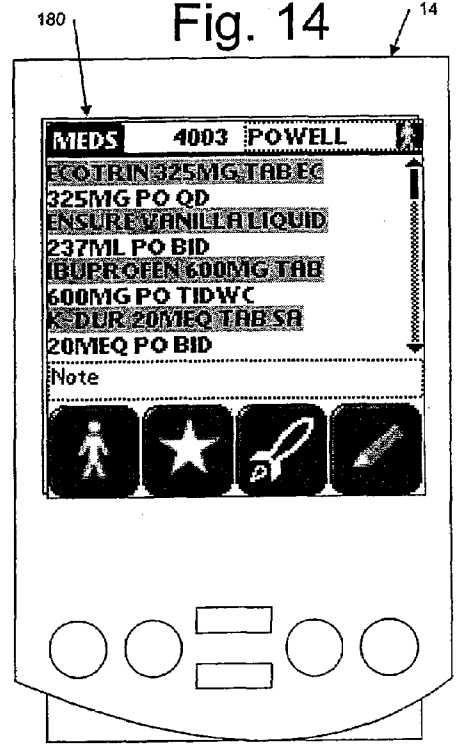 180
Fig. 14
14
MEDS 4003 POWELL
ECOTRIN 325MG TAB EC
325MG PO QD
ENSURE VANILLA LIQUID
237ML PO BID
IBUPROFEN 600MG TAB
600MG PO TIDWC
K-DUR 20MEQ TAB SA
20MEQ PO BID
Note